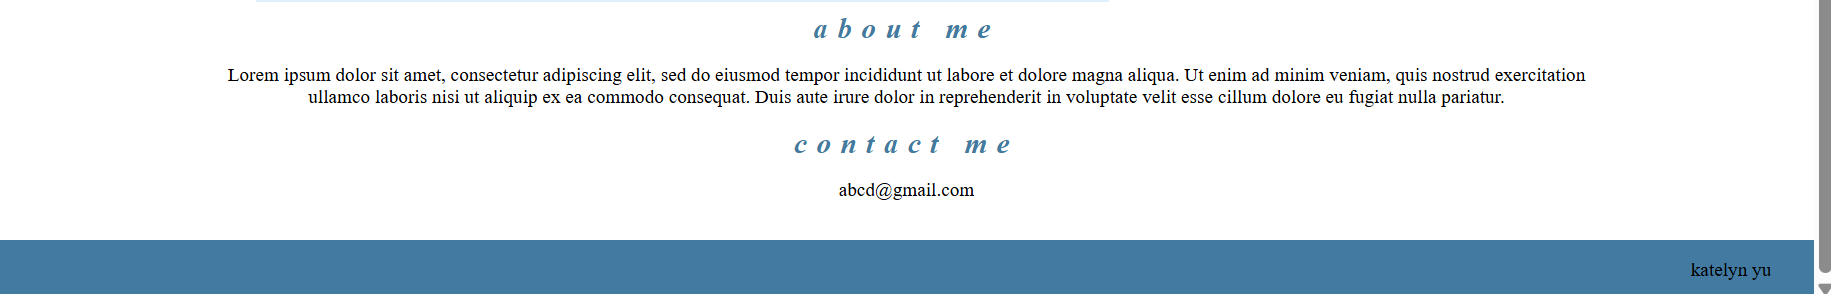 about me
Lorem ipsum dolor sit amet, consectetur adipiscing elit, sed do eiusmod tempor incididunt ut labore et dolore magna aliqua. Ut enim ad minim veniam, quis nostrud exercitation
ullamco laboris nisi ut aliquip ex ea commodo consequat. Duis aute irure dolor in reprehenderit in voluptate velit esse cillum dolore eu fugiat nulla pariatur.
contact me
abcd@gmail.com
katelyn yu